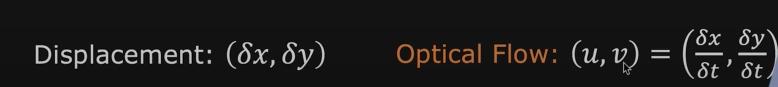 Displacement: (δx, δy) Optical Flow: (u, v) = (δx/δt, δy/δt)